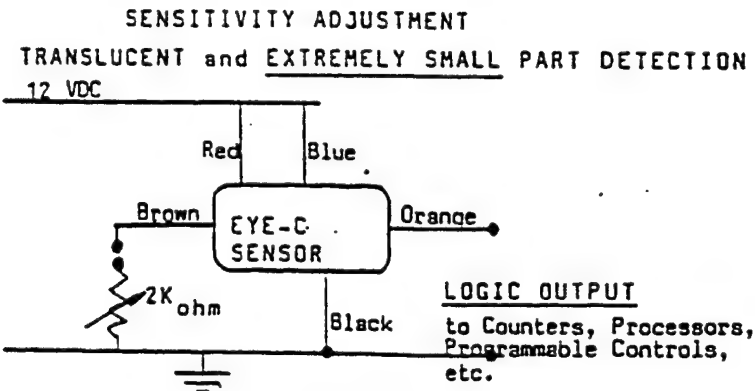 SENSITIVITY ADJUSTMENT
TRANSLUCENT and EXTREMELY SMALL PART DETECTION
12 VDC
Red
Blue
Brown
Orange
EYE-C
SENSOR
2K ohm
Black
LOGIC OUTPUT
to Counters, Processors,
Programmable Controls,
etc.